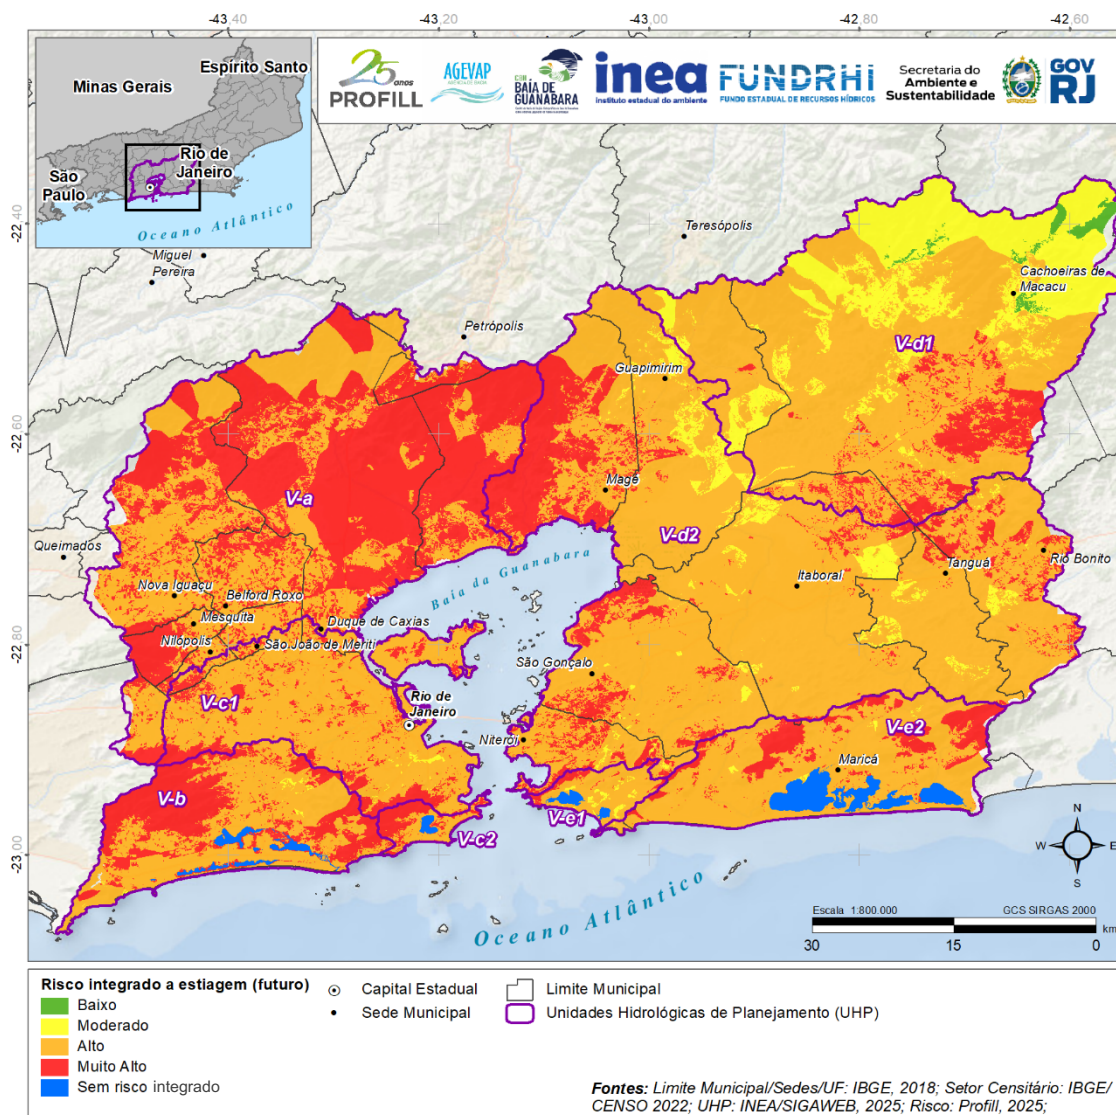 -43,40
-43,20
-43,00
-42,80
-42,60
Espírito Santo
Minas Gerais
Rio de
Janeiro
São
Paulo
Oceano Atlântico
25 anos
PROFILL
AGEVAP
CBH
BAÍA DE
GUANABARA
inea
instituto estadual do ambiente
FUNDRHI
FUNDO ESTADUAL DE RECURSOS HÍDRICOS
Secretaria do
Ambiente e
Sustentabilidade
GOV
RJ
-22,40
-22,60
-22,80
-23,00
Miguel
Pereira
Teresópolis
Cachoeiras de
Macacu
Petrópolis
V-d1
Guapimirim
V-a
Magé
V-d2
Queimados
Baía da Guanabara
Rio Bonito
Tanguá
Itaboraí
Nova Iguaçu
Belford Roxo
Mesquita
Duque de Caxias
Nilópolis
São João de Meriti
São Gonçalo
V-c1
Rio de
Janeiro
Niterói
V-e2
Maricá
V-b
V-e1
V-c2
N
W
E
S
Oceano Atlântico
Escala 1:800.000
GCS SIRGAS 2000
km
30
15
0
Risco integrado a estiagem (futuro)
Baixo
Moderado
Alto
Muito Alto
Sem risco integrado
Capital Estadual
Sede Municipal
Limite Municipal
Unidades Hidrológicas de Planejamento (UHP)
Fontes: Limite Municipal/Sedes/UF: IBGE, 2018; Setor Censitário: IBGE/
CENSO 2022; UHP: INEA/SIGAWEB, 2025; Risco: Profill, 2025;